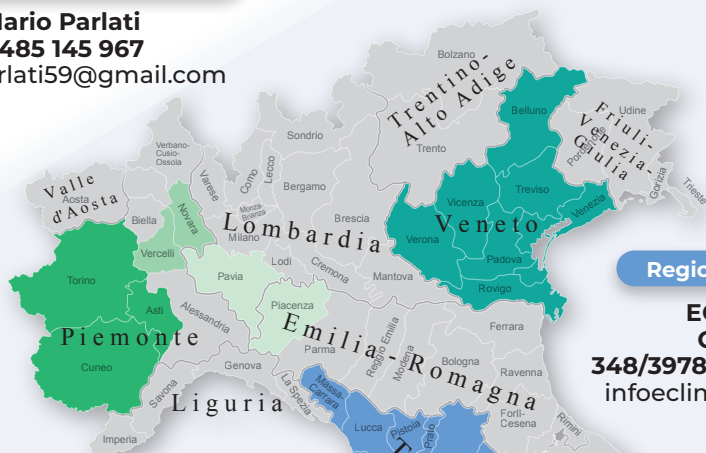 Mario Parlati
485 145 967
rlati59@gmail.com
Bolzano
Trentino-
Alto Adige
Trento
Belluno
Udine
Pordenone
Friuli-
Venezia-
Giulia
Gorizia
Trieste
Verbano-
Cusio-
Ossola
Sondrio
Lecco
Como
Varese
Bergamo
Monza-
Brianza
Brescia
Milano
Lombardia
Valle
d'Aosta
Aosta
Biella
Novara
Vercelli
Vicenza
Treviso
Venezia
Veneto
Verona
Padova
Rovigo
Lodi
Cremona
Mantova
Pavia
Torino
Asti
Alessandria
Piemonte
Cuneo
Piacenza
Emilia-Romagna
Parma
Reggio Emilia
Modena
Bologna
Ferrara
Ravenna
Forlì-
Cesena
Rimini
Genova
Savona
Liguria
La Spezia
Imperia
Massa-
Carrara
Lucca
Pistoia
Prato
T
Regio
348/3978
infoeclim